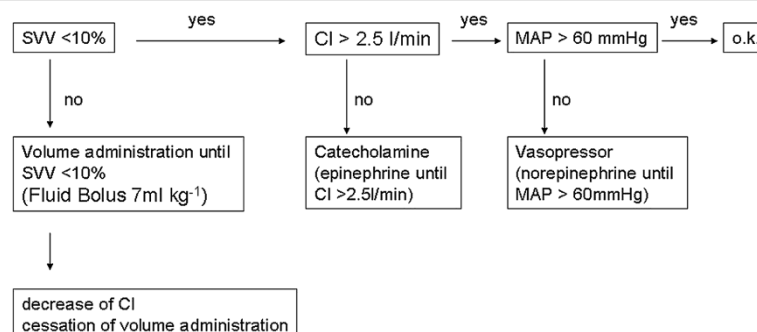 yes
yes
yes
SVV <10%
CI > 2.5 l/min
MAP > 60 mmHg
o.k.
no
no
no
Volume administration until
SVV <10%
(Fluid Bolus 7ml kg⁻¹)
Catecholamine
(epinephrine until
CI >2.5l/min)
Vasopressor
(norepinephrine until
MAP > 60mmHg)
decrease of CI
cessation of volume administration